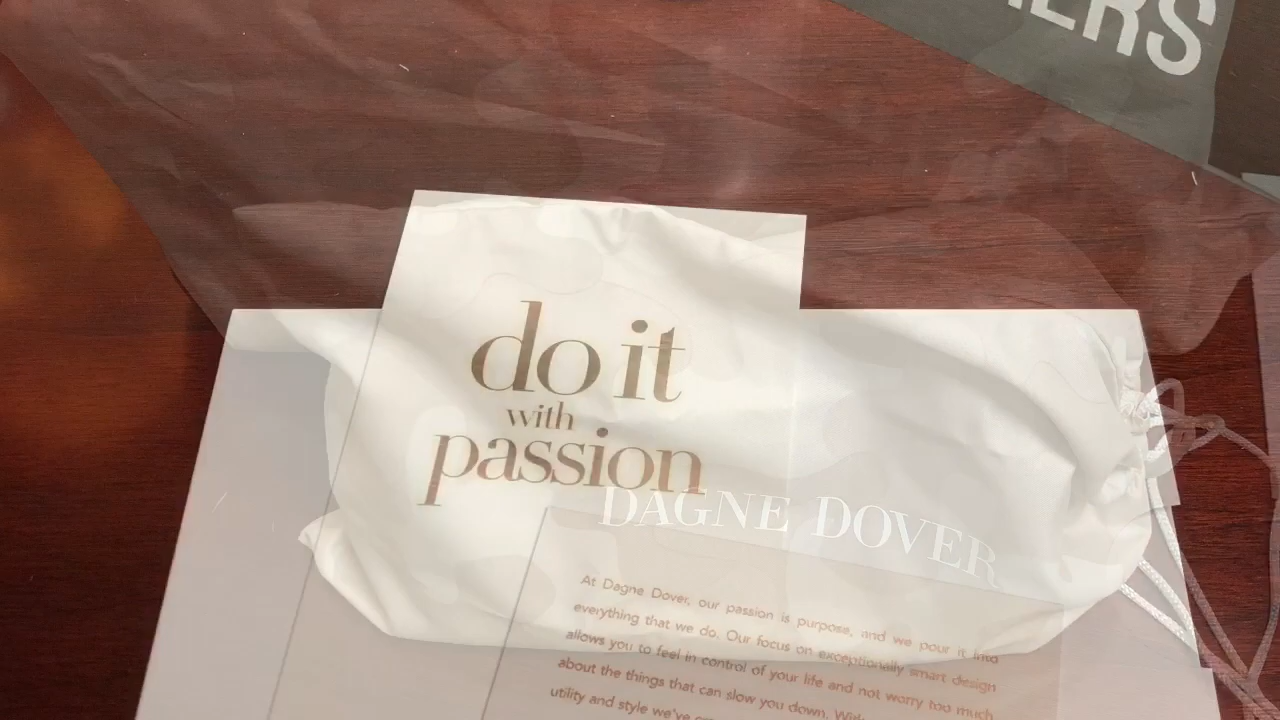 do it
with
passion
DAGNE DOVER
At Dagne Dover, our passion is purpose, and we pour it into
everything that we do. Our focus on exceptionally smart design
allows you to feel in control of your life and not worry too much
about the things that can slow you down. With
utility and style we've